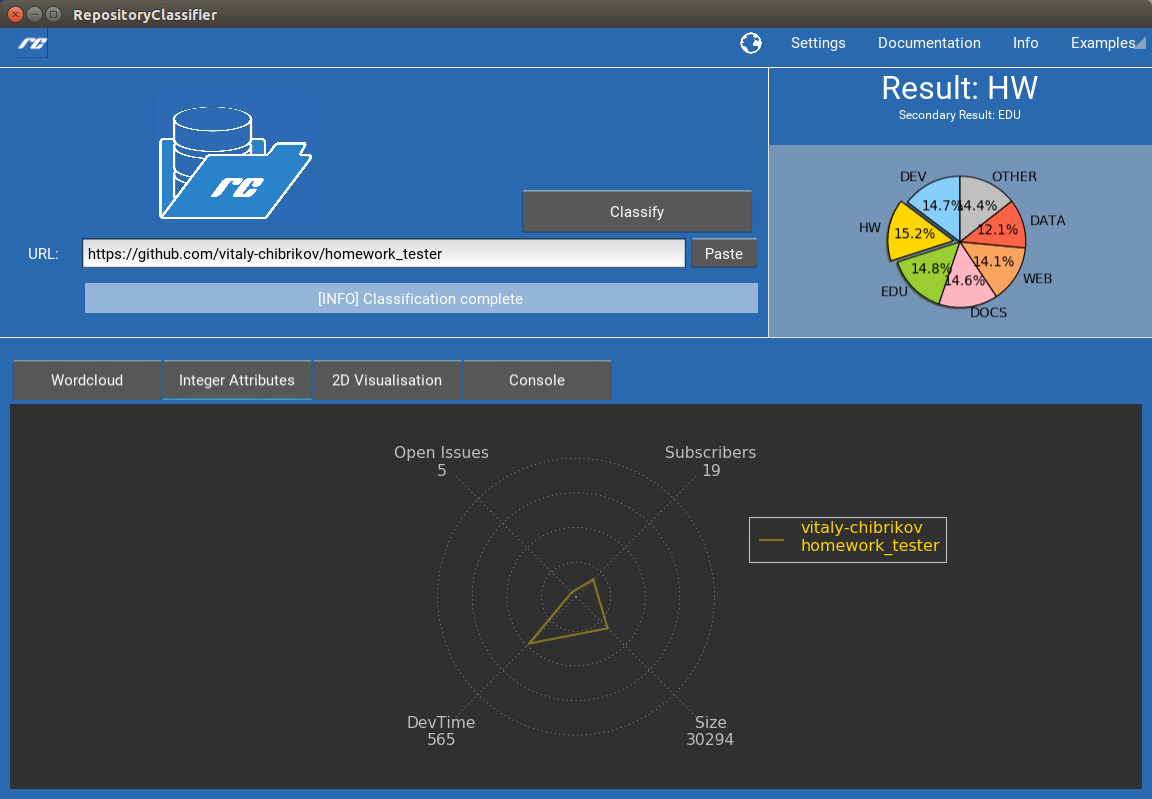 RepositoryClassifier
rc
Settings
Documentation
Info
Examples
rc
Classify
URL:
https://github.com/vitaly-chibrikov/homework_tester
Paste
[INFO] Classification complete
Result: HW
Secondary Result: EDU
DEV
OTHER
14.7%
14.4%
DATA
12.1%
HW
15.2%
14.1%
WEB
14.8%
14.6%
EDU
DOCS
Wordcloud
Integer Attributes
2D Visualisation
Console
Open Issues
5
Subscribers
19
vitaly-chibrikov
homework_tester
DevTime
565
Size
30294